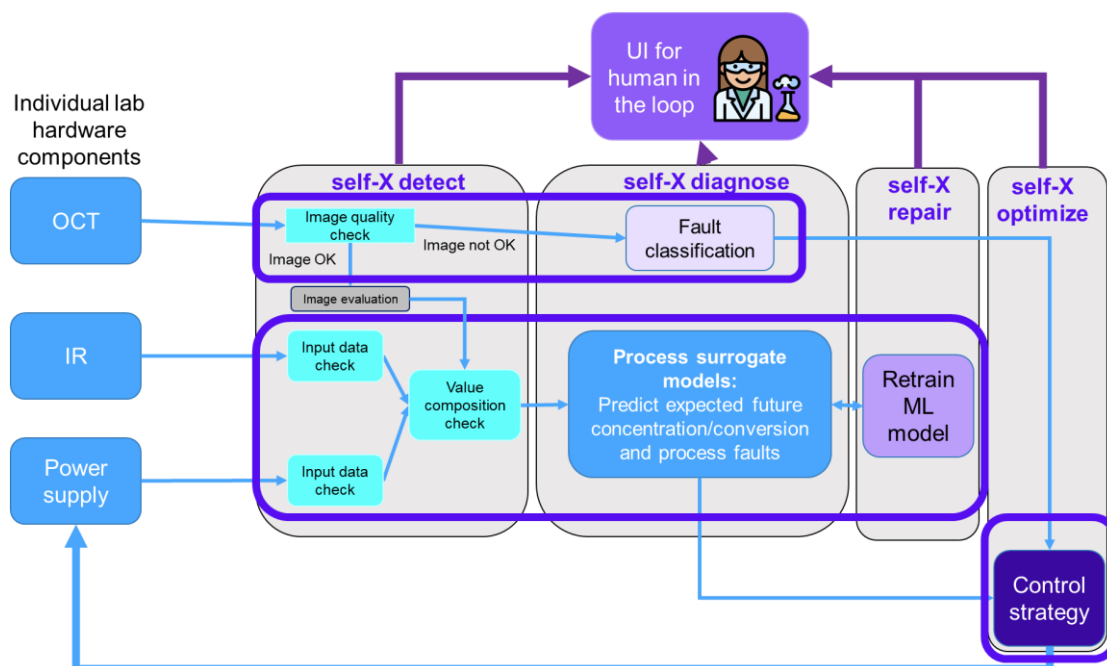 UI for
human in
the loop
Individual lab
hardware
components
self-X detect
self-X diagnose
self-X
repair
self-X
optimize
OCT
Image quality
check
Image not OK
Image OK
Fault
classification
Image evaluation
IR
Input data
check
Value
composition
check
Process surrogate
models:
Predict expected future
concentration/conversion
and process faults
Retrain
ML
model
Power
supply
Input data
check
Control
strategy